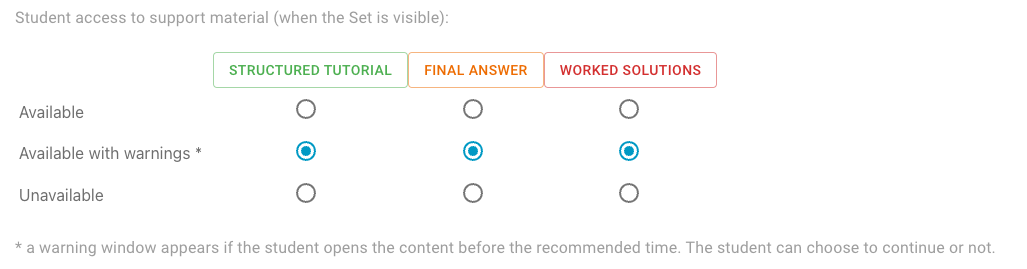 Student access to support material (when the Set is visible):
STRUCTURED TUTORIAL FINAL ANSWER WORKED SOLUTIONS
Available
Available with warnings *
Unavailable
* a warning window appears if the student opens the content before the recommended time. The student can choose to continue or not.